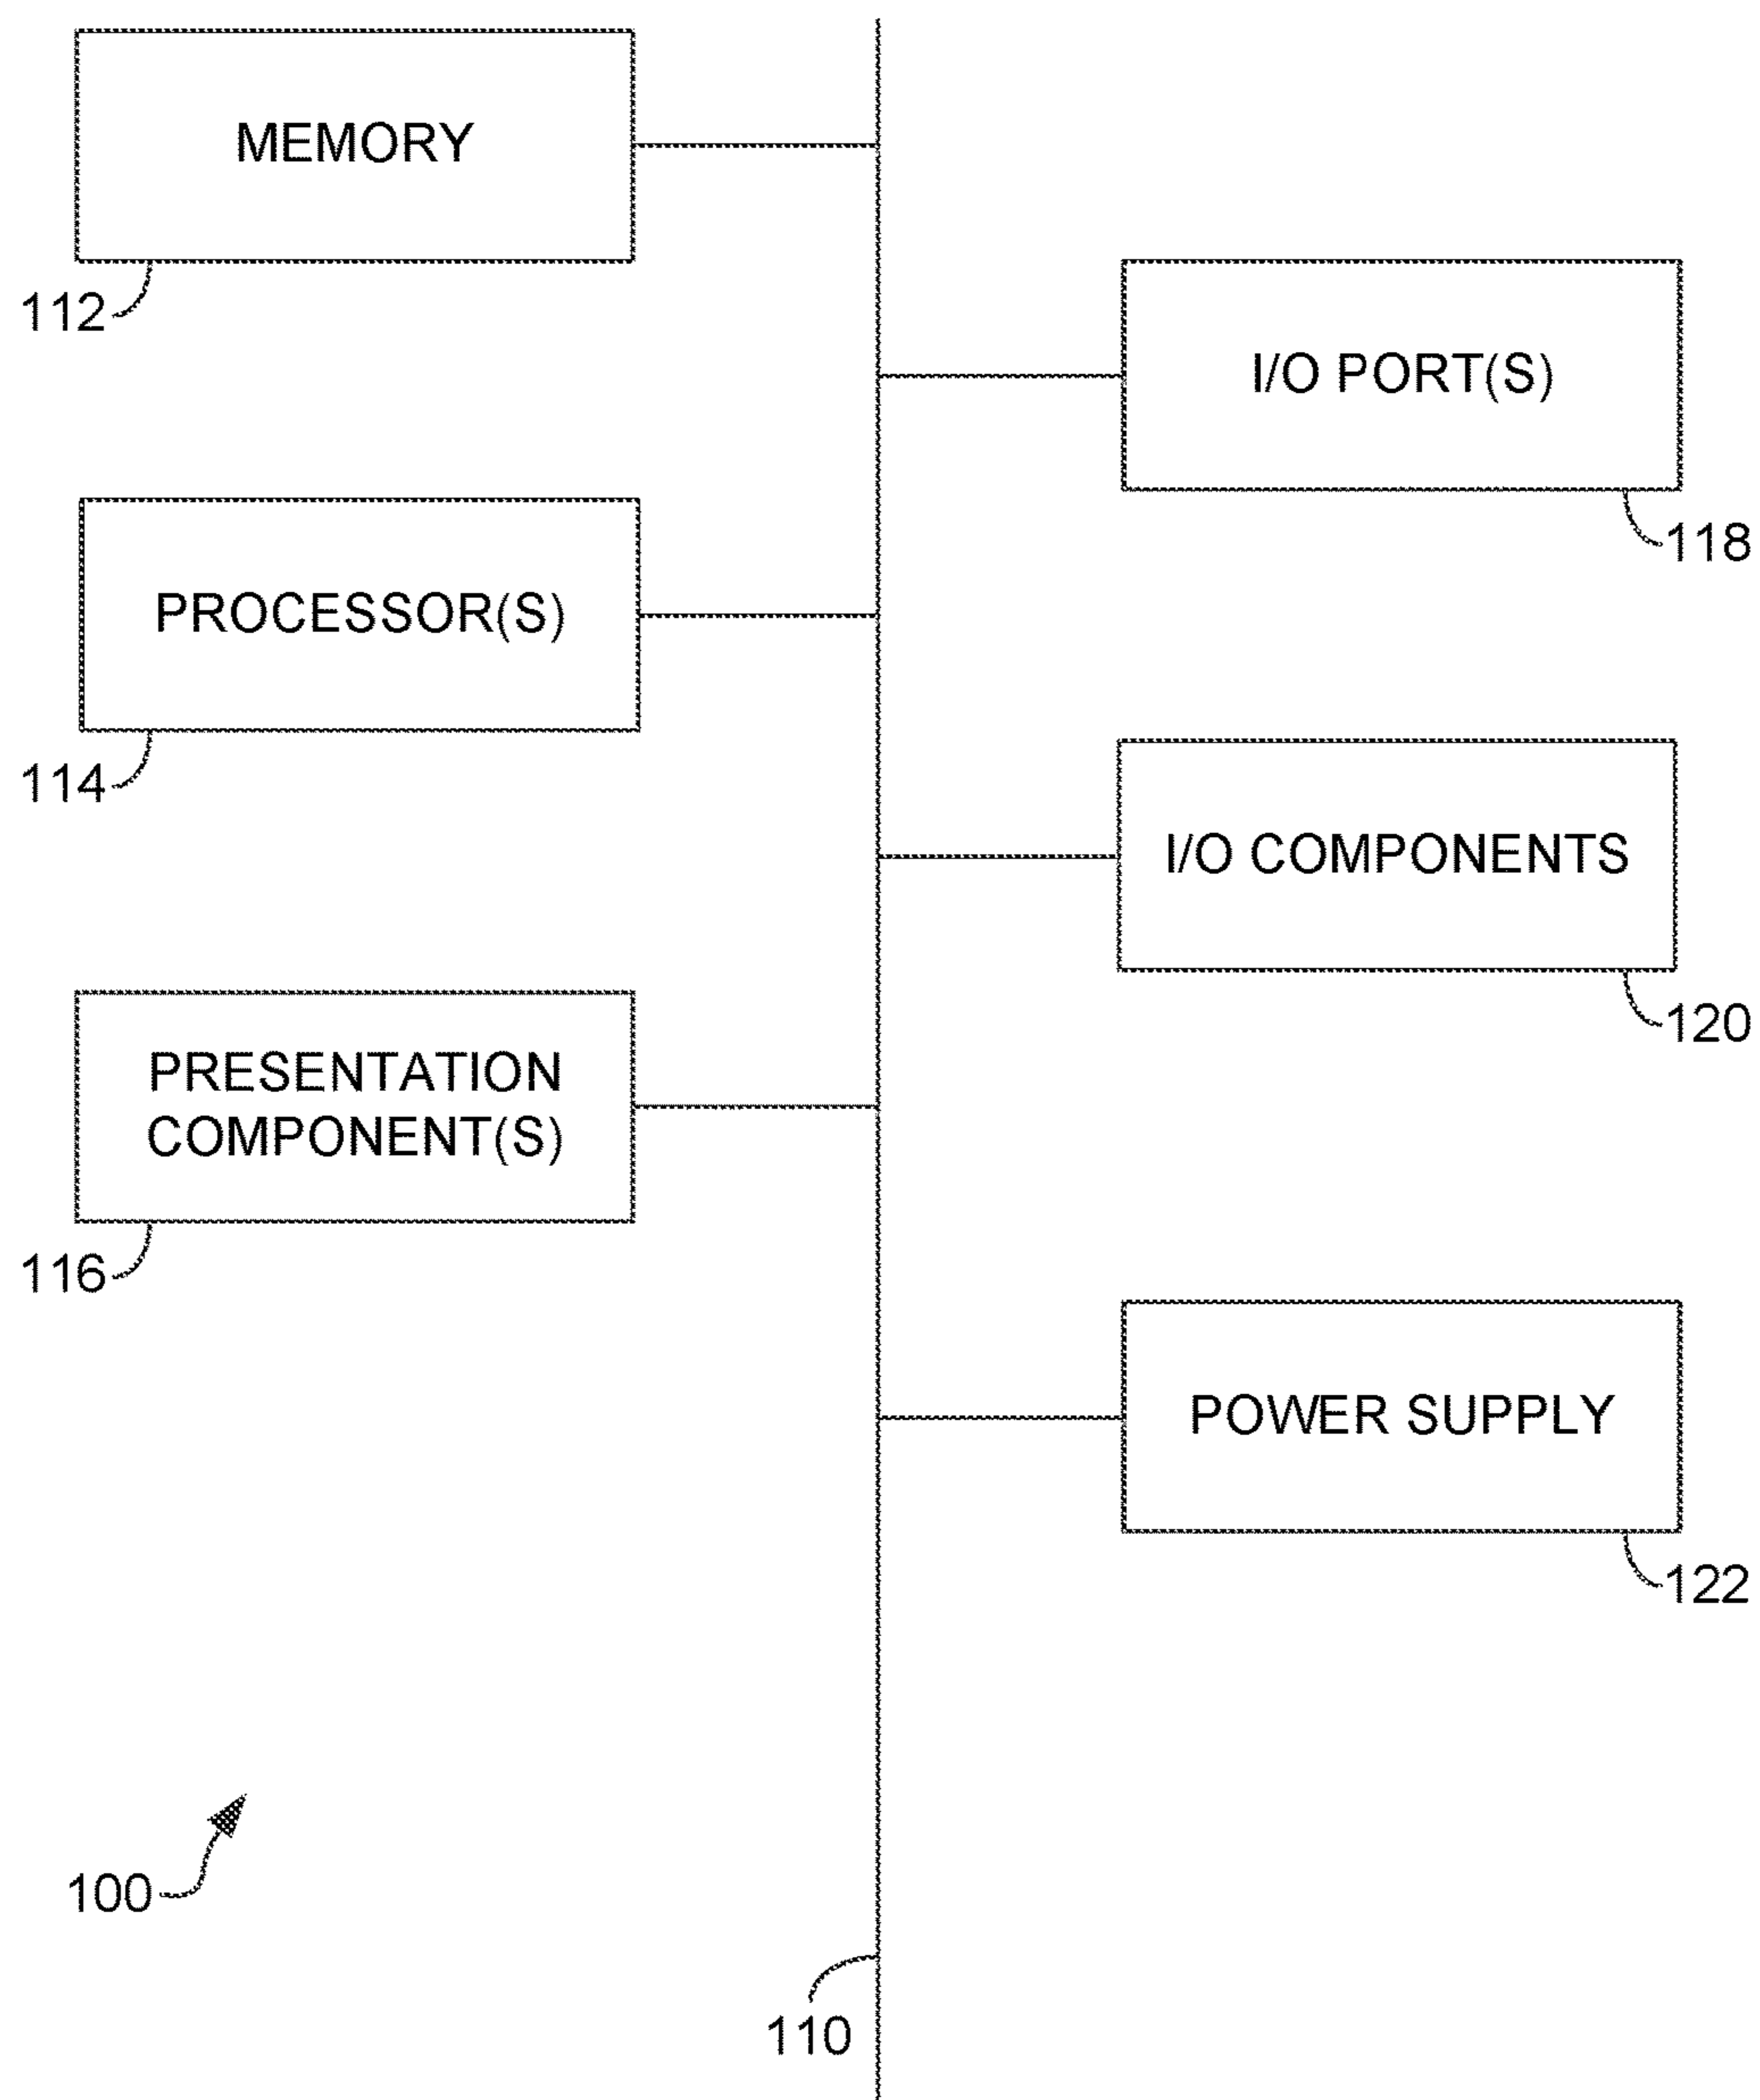 MEMORY
112
I/O PORT(S)
118
PROCESSOR(S)
114
I/O COMPONENTS
120
PRESENTATION
COMPONENT(S)
116
POWER SUPPLY
122
100
110